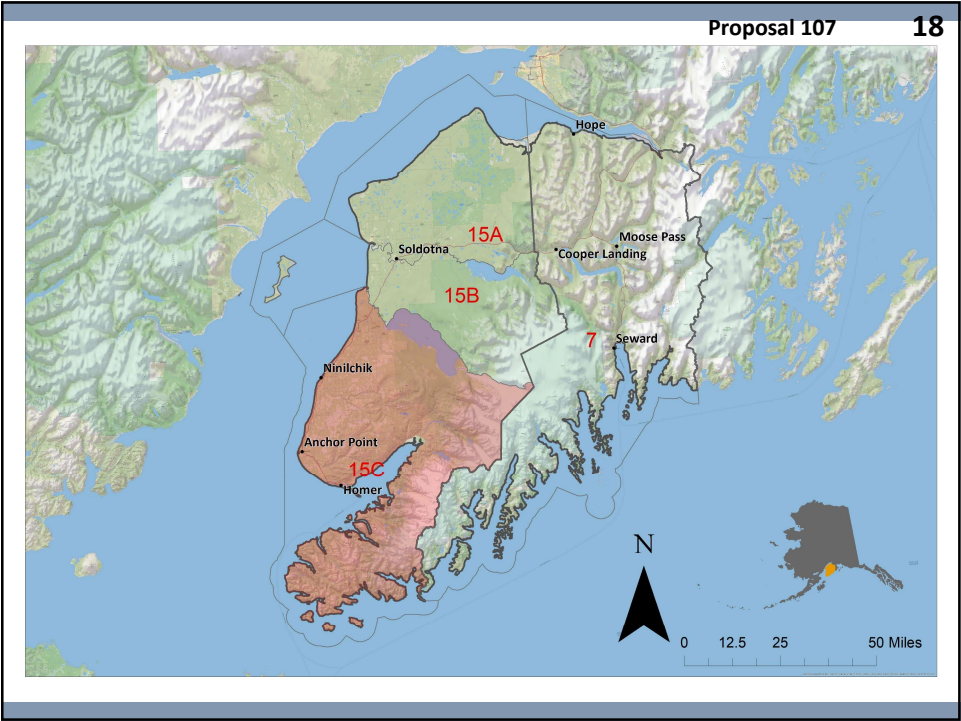 Proposal 107
18
Hope
15A
Moose Pass
Soldotna
Cooper Landing
15B
7
Seward
Ninilchik
Anchor Point
15C
Homer
N
0 12.5 25 50 Miles